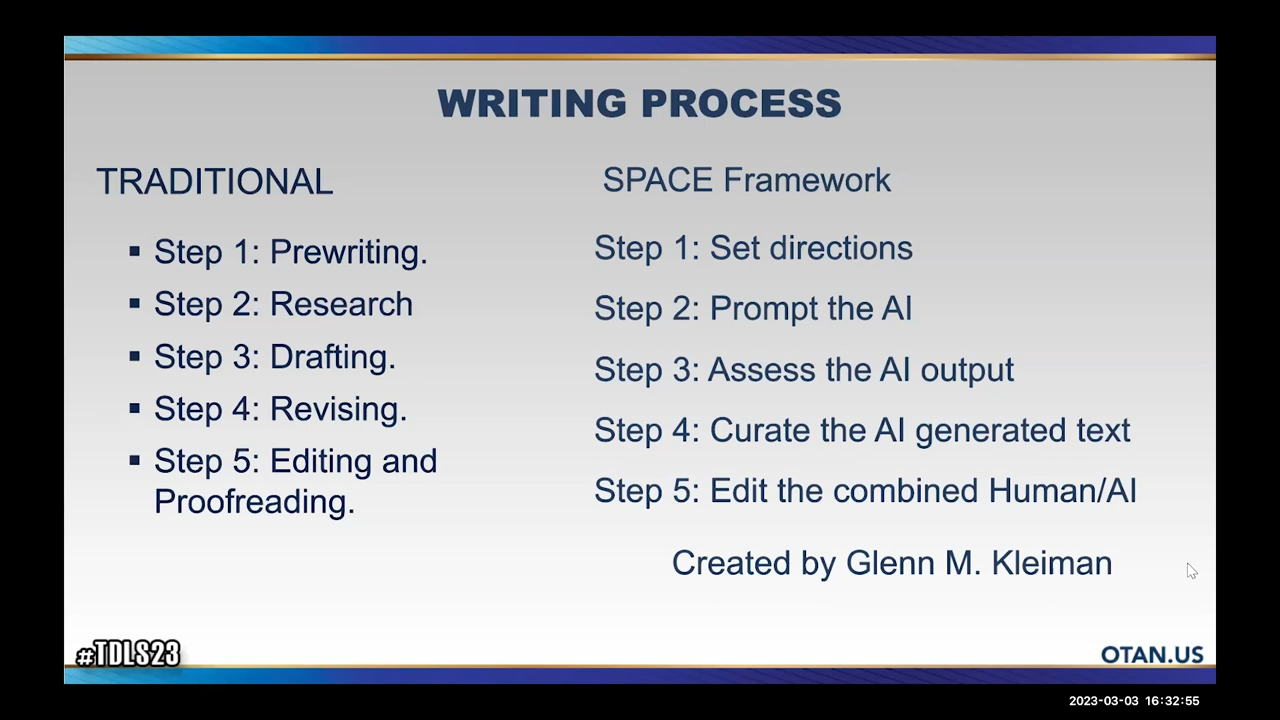 WRITING PROCESS
TRADITIONAL
▪ Step 1: Prewriting.
▪ Step 2: Research
▪ Step 3: Drafting.
▪ Step 4: Revising.
▪ Step 5: Editing and
Proofreading.
SPACE Framework
Step 1: Set directions
Step 2: Prompt the AI
Step 3: Assess the AI output
Step 4: Curate the AI generated text
Step 5: Edit the combined Human/AI
Created by Glenn M. Kleiman
#TDLS23
OTAN.US
2023-03-03 16:32:55